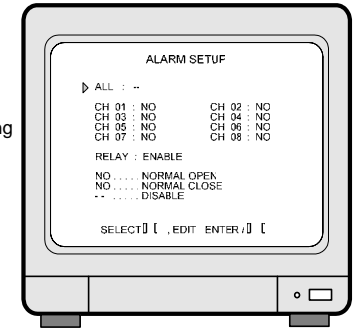 ng
ALARM SETUP
ALL : --
CH 01 : NO CH 02 : NO
CH 03 : NO CH 04 : NO
CH 05 : NO CH 06 : NO
CH 07 : NO CH 08 : NO
RELAY : ENABLE
NO ..... NORMAL OPEN
NO ..... NORMAL CLOSE
-- ..... DISABLE
SELECT , EDIT ENTER /